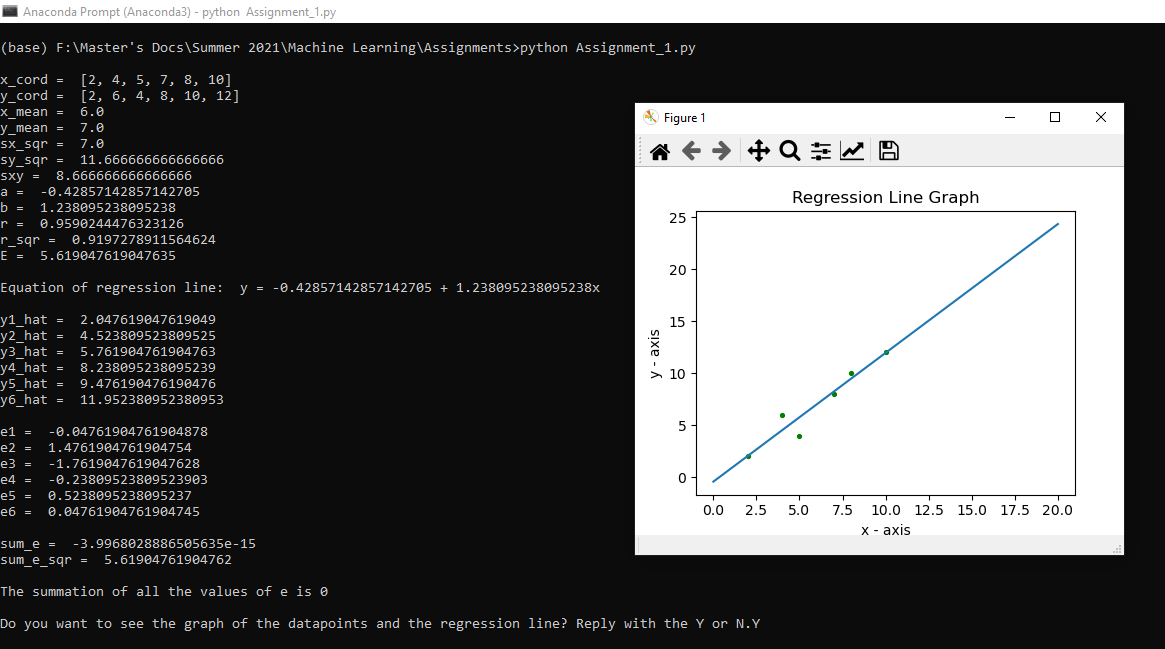 Anaconda Prompt (Anaconda3) - python  Assignment_1.py
(base) F:\Master's Docs\Summer 2021\Machine Learning\Assignments>python Assignment_1.py
x_cord =  [2, 4, 5, 7, 8, 10]
y_cord =  [2, 6, 4, 8, 10, 12]
x_mean =  6.0
y_mean =  7.0
sx_sqr =  7.0
sy_sqr =  11.666666666666666
sxy =  8.666666666666666
a =  -0.42857142857142705
b =  1.238095238095238
r =  0.9590244476323126
r_sqr =  0.9197278911564624
E =  5.619047619047635
Equation of regression line:  y = -0.42857142857142705 + 1.238095238095238x
y1_hat =  2.047619047619049
y2_hat =  4.523809523809525
y3_hat =  5.761904761904763
y4_hat =  8.238095238095239
y5_hat =  9.476190476190476
y6_hat =  11.952380952380953
e1 =  -0.04761904761904878
e2 =  1.4761904761904754
e3 =  -1.7619047619047628
e4 =  -0.23809523809523903
e5 =  0.5238095238095237
e6 =  0.04761904761904745
sum_e =  -3.9968028886505635e-15
sum_e_sqr =  5.61904761904762
The summation of all the values of e is 0
Do you want to see the graph of the datapoints and the regression line? Reply with the Y or N.Y
Figure 1
Regression Line Graph
25
20
15
10
5
0
y - axis
0.0 2.5 5.0 7.5 10.0 12.5 15.0 17.5 20.0
x - axis